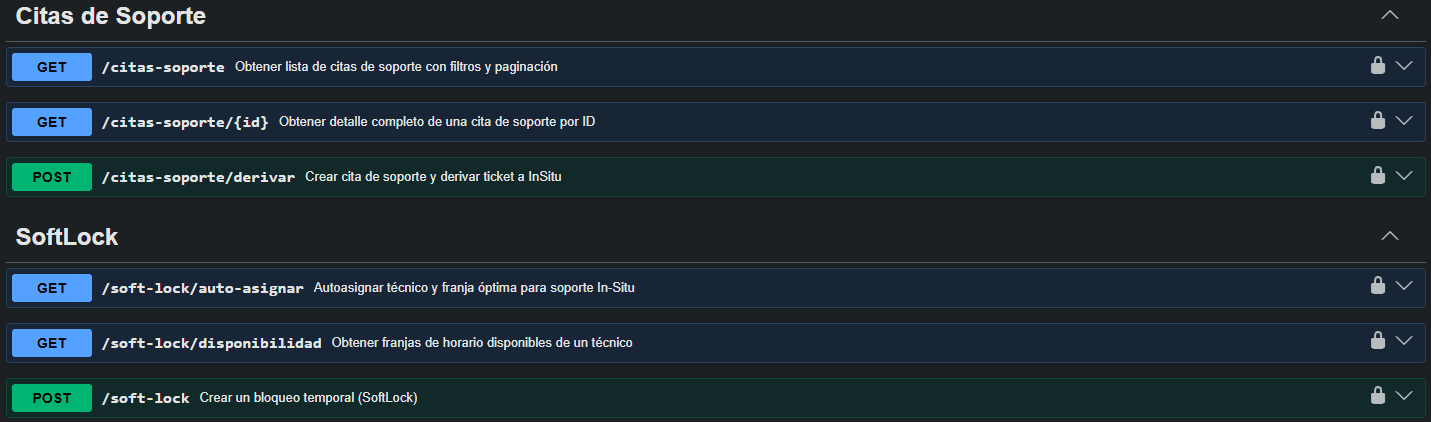 Citas de Soporte
GET /citas-soporte Obtener lista de citas de soporte con filtros y paginación
GET /citas-soporte/{id} Obtener detalle completo de una cita de soporte por ID
POST /citas-soporte/derivar Crear cita de soporte y derivar ticket a InSitu
SoftLock
GET /soft-lock/auto-asignar Autoasignar técnico y franja óptima para soporte In-Situ
GET /soft-lock/disponibilidad Obtener franjas de horario disponibles de un técnico
POST /soft-lock Crear un bloqueo temporal (SoftLock)